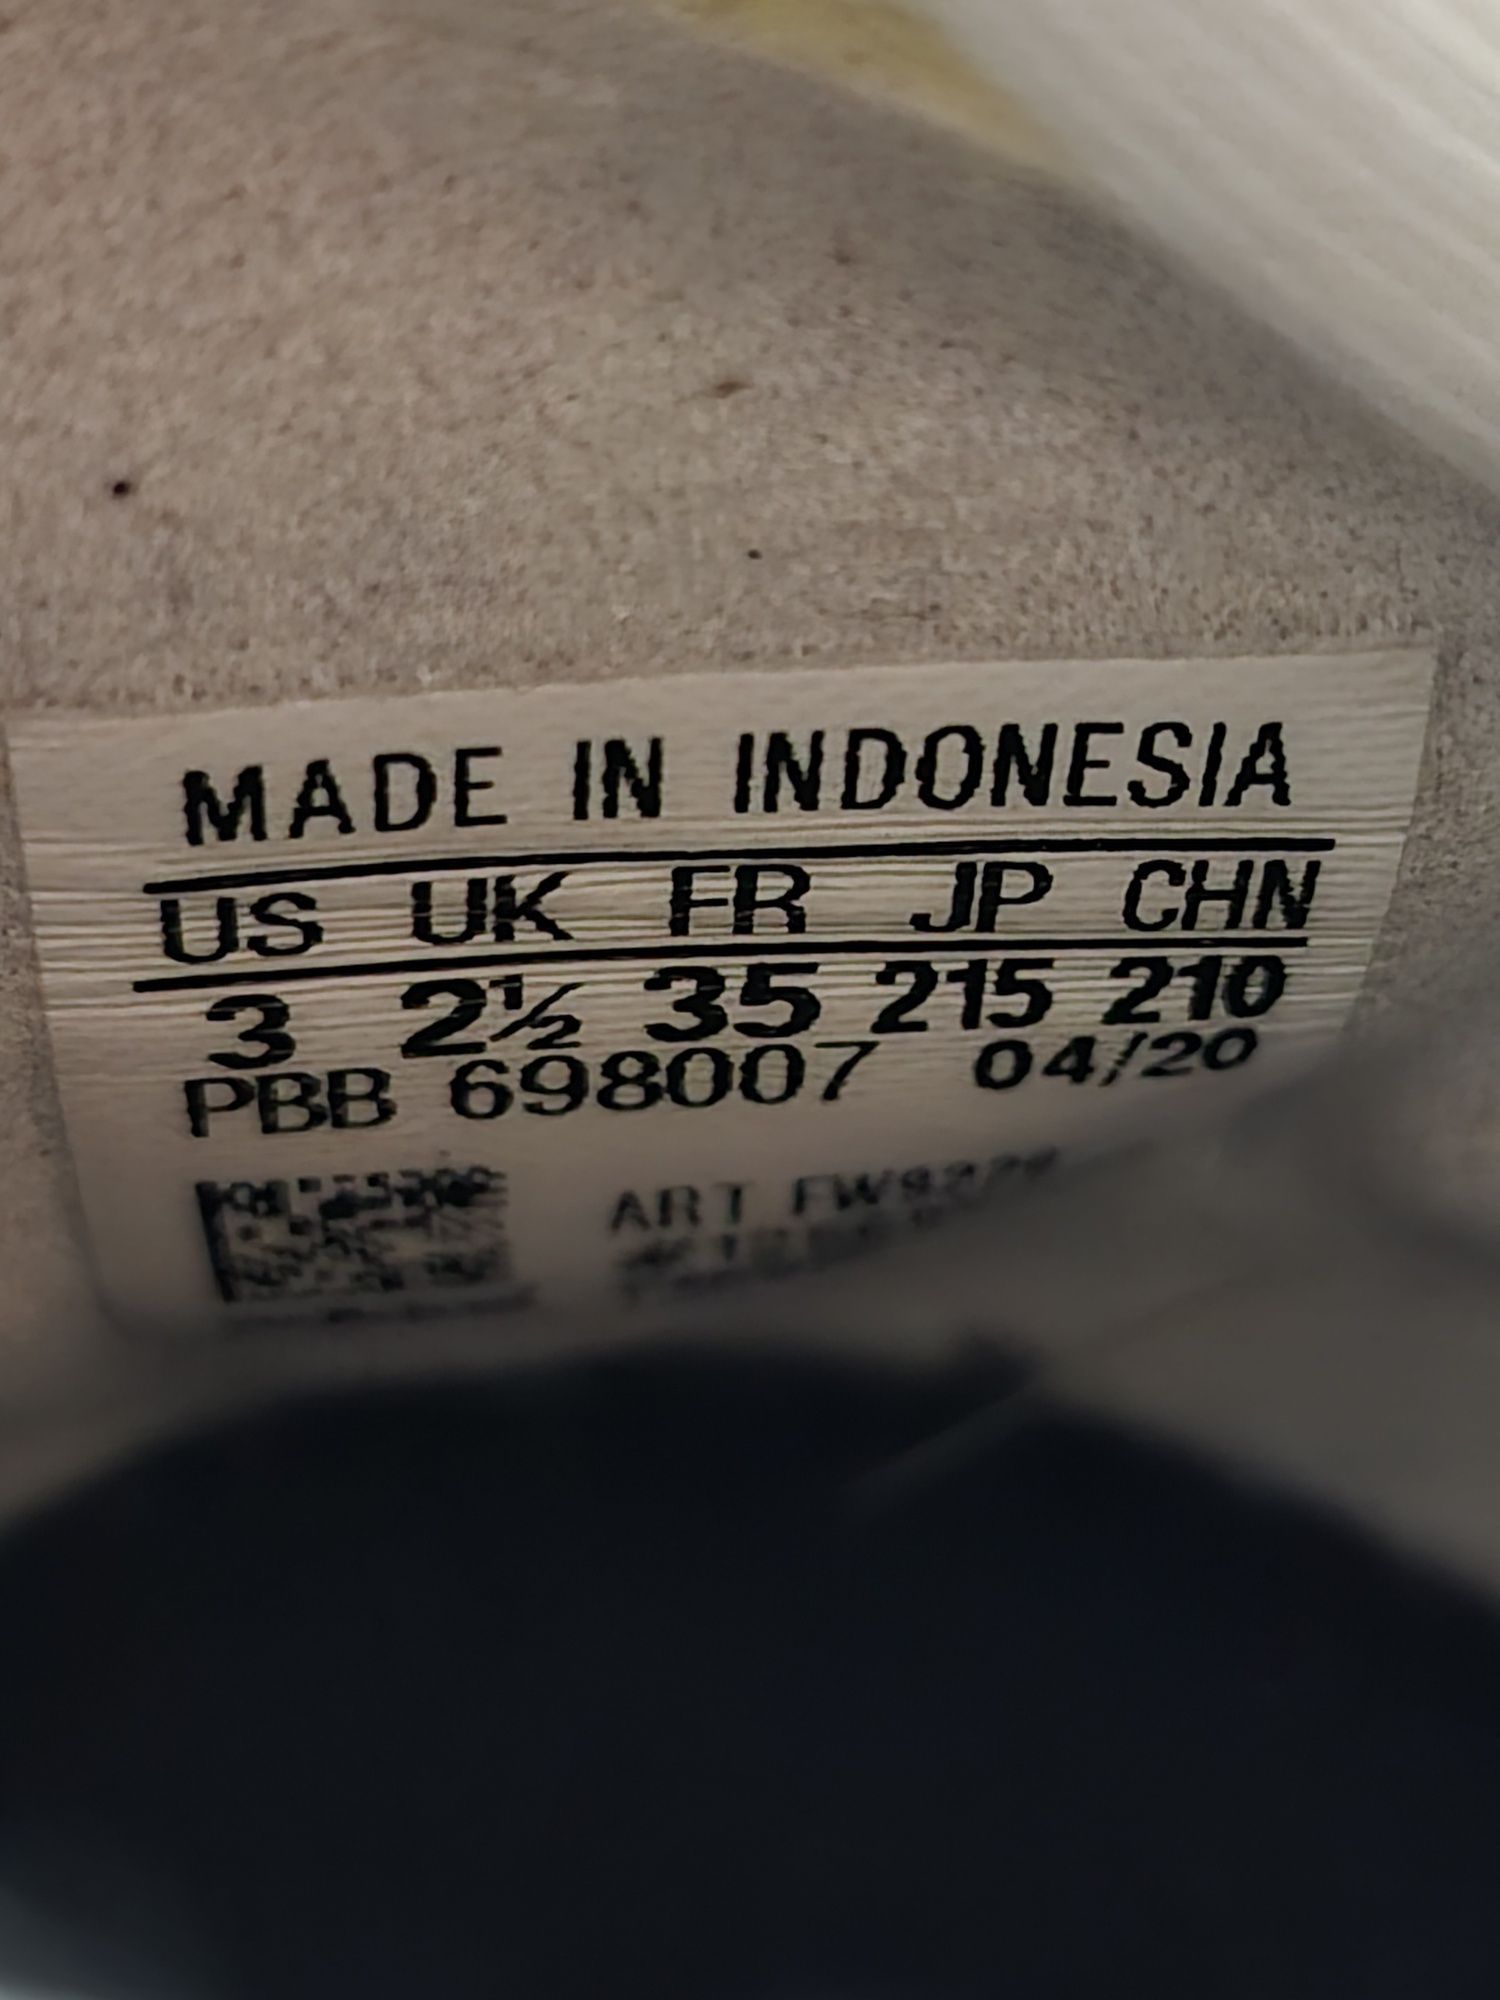 MADE IN INDONESIA
US UK FR JP CHN
3 2½ 35 215 210
PBB 698007 04/20
ART